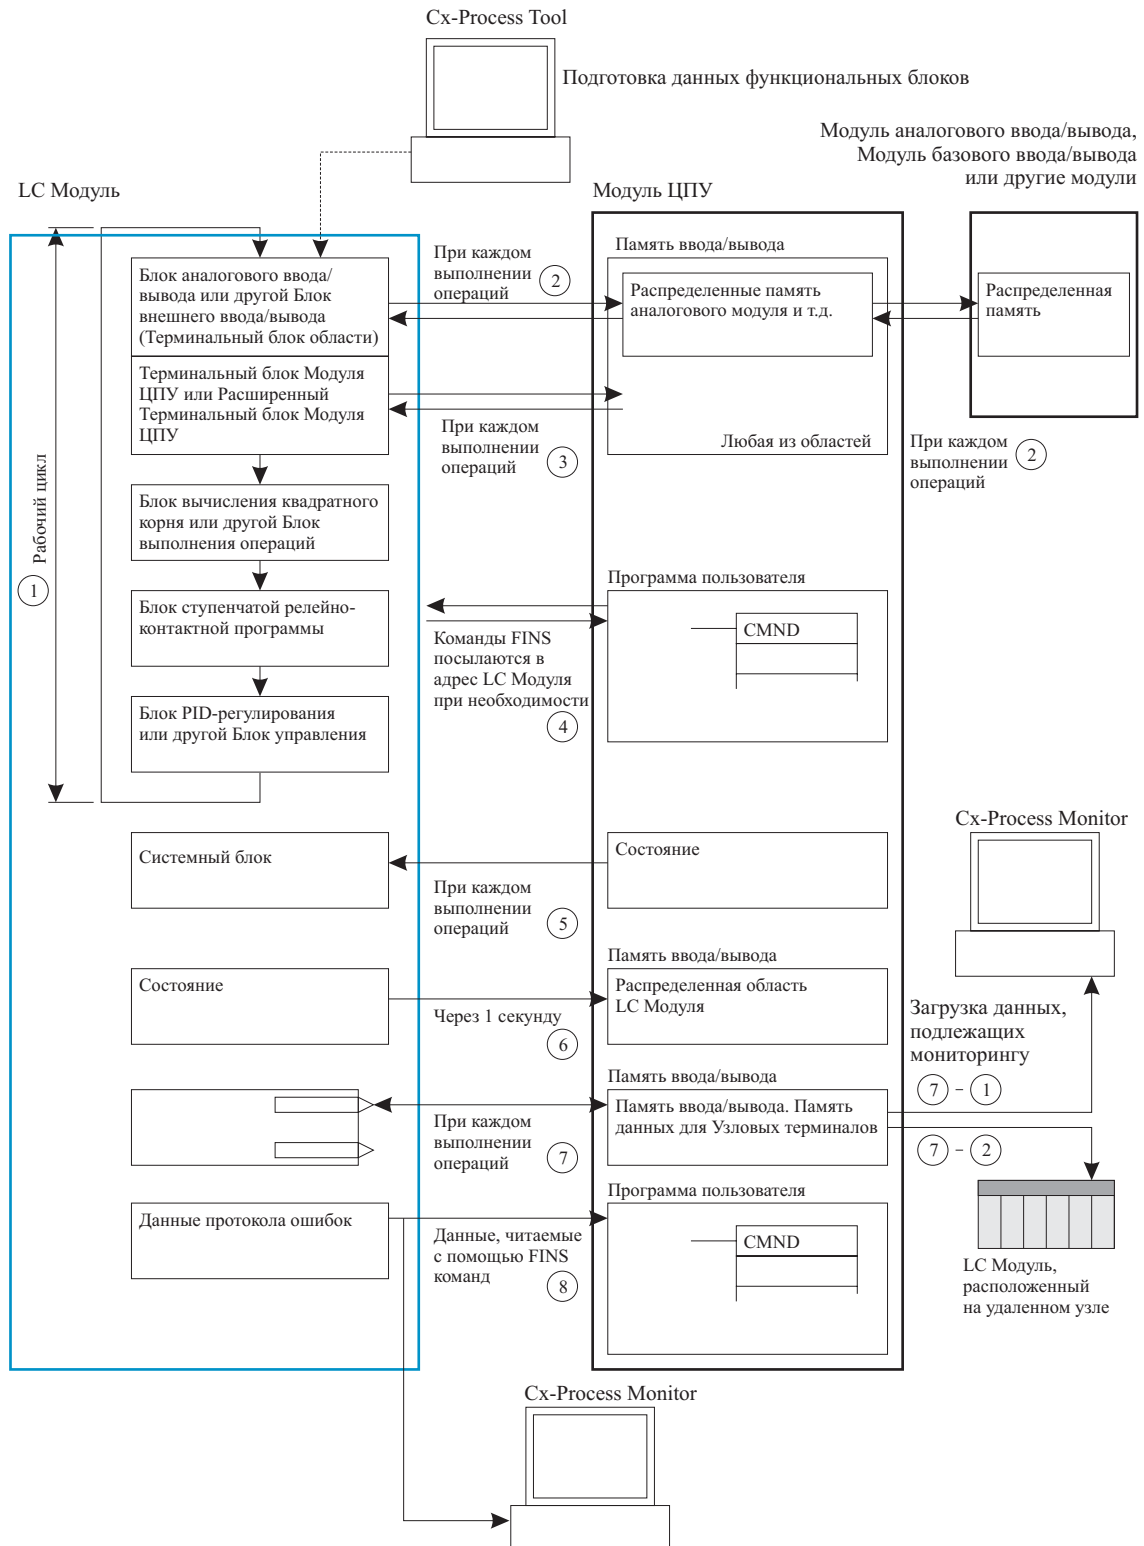 Cx-Process Tool
Подготовка данных функциональных блоков
Модуль аналогового ввода/вывода,
Модуль базового ввода/вывода
или другие модули
LC Модуль
Модуль ЦПУ
Блок аналогового ввода/
вывода или другой Блок
внешнего ввода/вывода
(Терминальный блок области)
При каждом
выполнении
операций
2
Память ввода/вывода
Распределенные память
аналогового модуля и т.д.
Распределенная
память
Терминальный блок Модуля
ЦПУ или Расширенный
Терминальный блок Модуля
ЦПУ
При каждом
выполнении
операций
3
Любая из областей
При каждом
выполнении
операций
2
Рабочий цикл
1
Блок вычисления квадратного
корня или другой Блок
выполнения операций
Блок ступенчатой релейно-
контактной программы
Программа пользователя
CMND
Команды FINS
посылаются в
адрес LC Модуля
при необходимости
4
Блок PID-регулирования
или другой Блок управления
Cx-Process Monitor
Системный блок
Состояние
При каждом
выполнении
операций
5
Состояние
Через 1 секунду
6
Память ввода/вывода
Распределенная область
LC Модуля
Загрузка данных,
подлежащих
мониторингу
7 – 1
Память ввода/вывода
Память ввода/вывода. Память
данных для Узловых терминалов
При каждом
выполнении
операций
7
7 – 2
Данные протокола ошибок
Данные, читаемые
с помощью FINS
команд
8
Программа пользователя
CMND
LC Модуль,
расположенный
на удаленном узле
Cx-Process Monitor